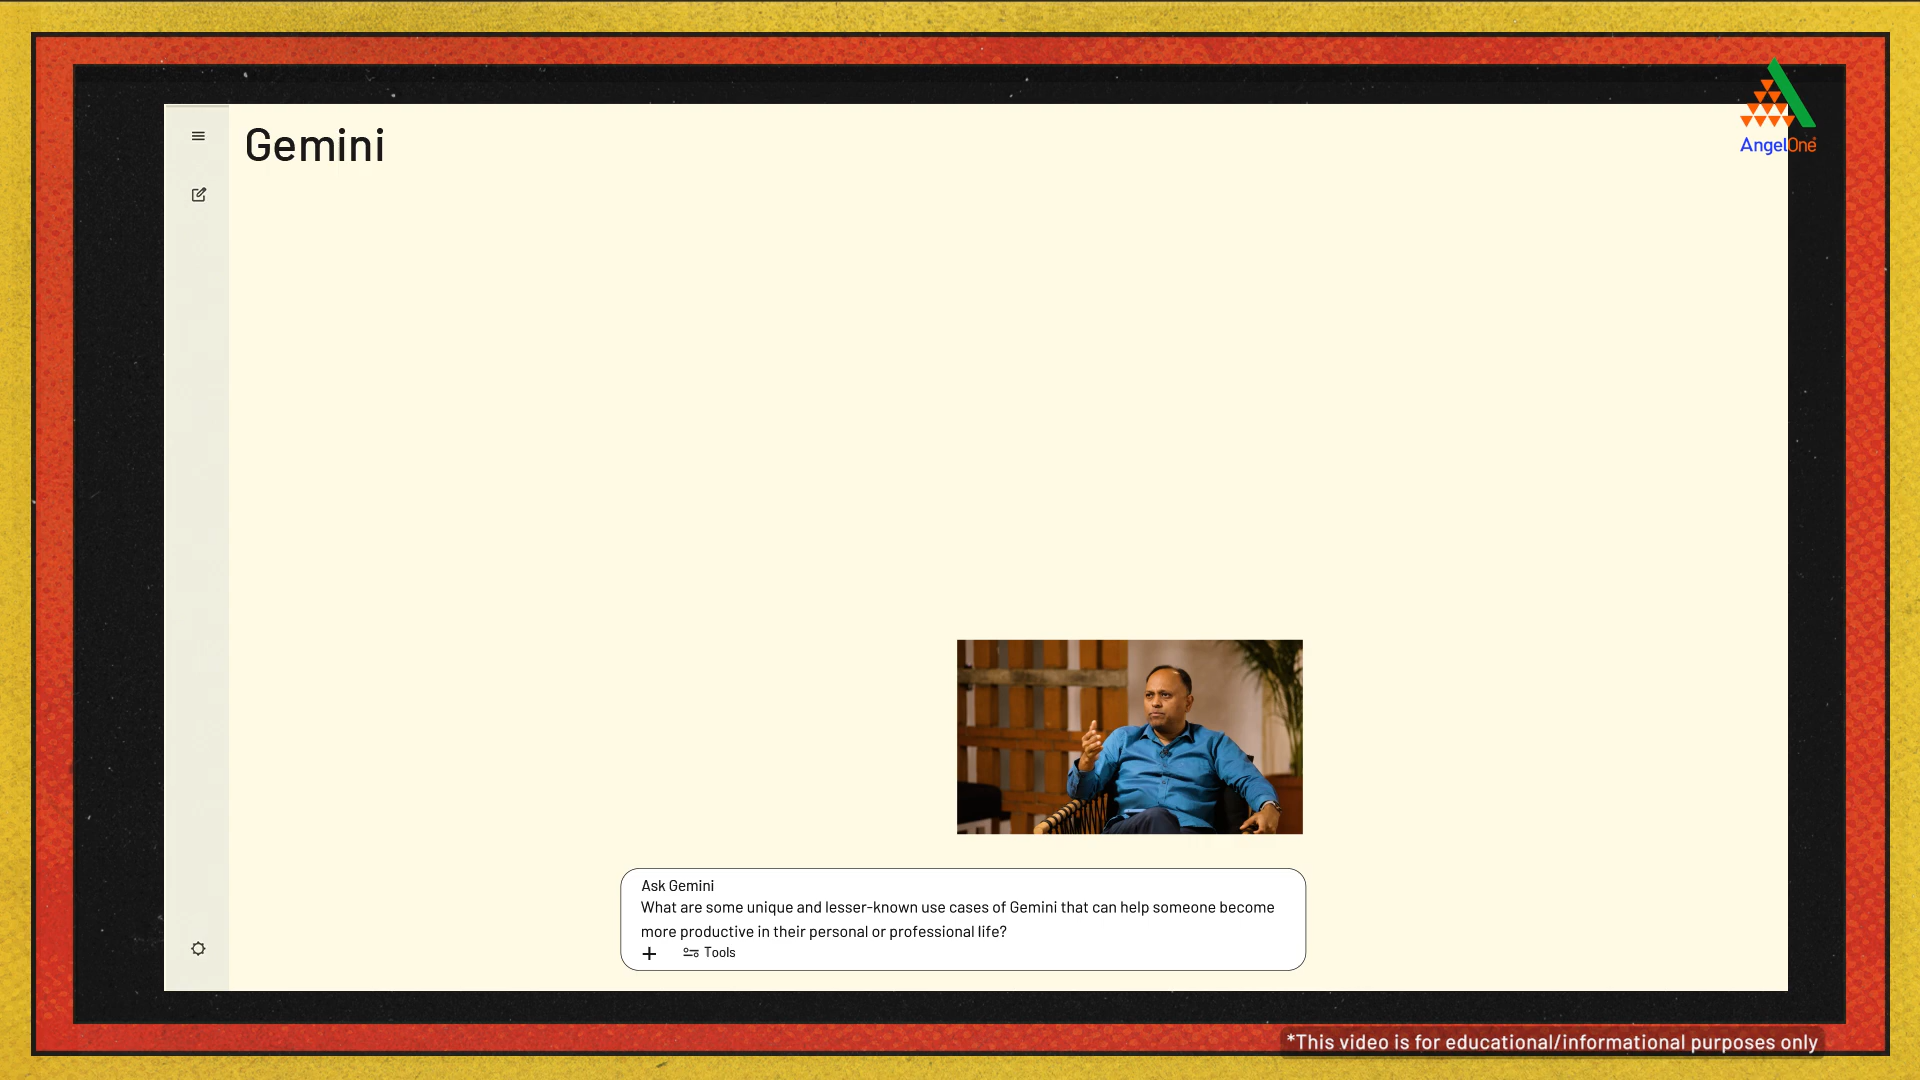 Gemini
AngelOne
Ask Gemini
What are some unique and lesser-known use cases of Gemini that can help someone become
more productive in their personal or professional life?
Tools
*This video is for educational/informational purposes only